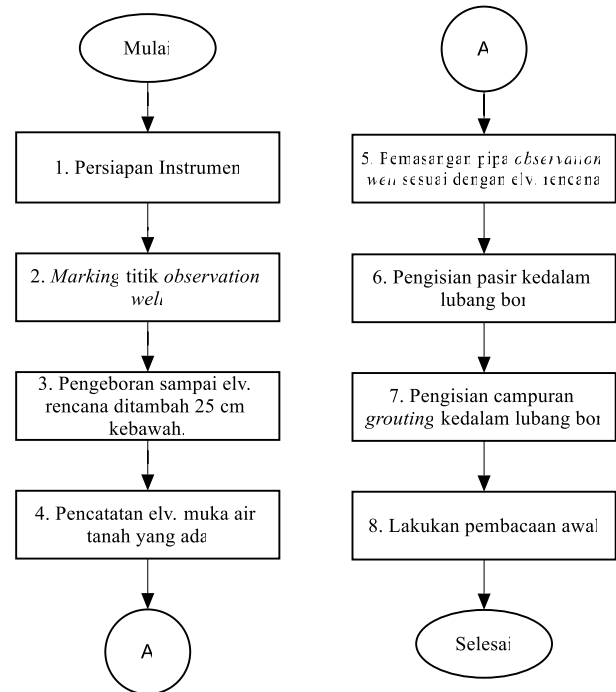 Mulai
1. Persiapan Instrumen
2. Marking titik observation
well
3. Pengeboran sampai elv.
rencana ditambah 25 cm
kebawah.
4. Pencatatan elv. muka air
tanah yang ada
A
A
5. Pemasangan pipa observation
well sesuai dengan elv. rencana
6. Pengisian pasir kedalam
lubang bor
7. Pengisian campuran
grouting kedalam lubang bor
8. Lakukan pembacaan awal
Selesai